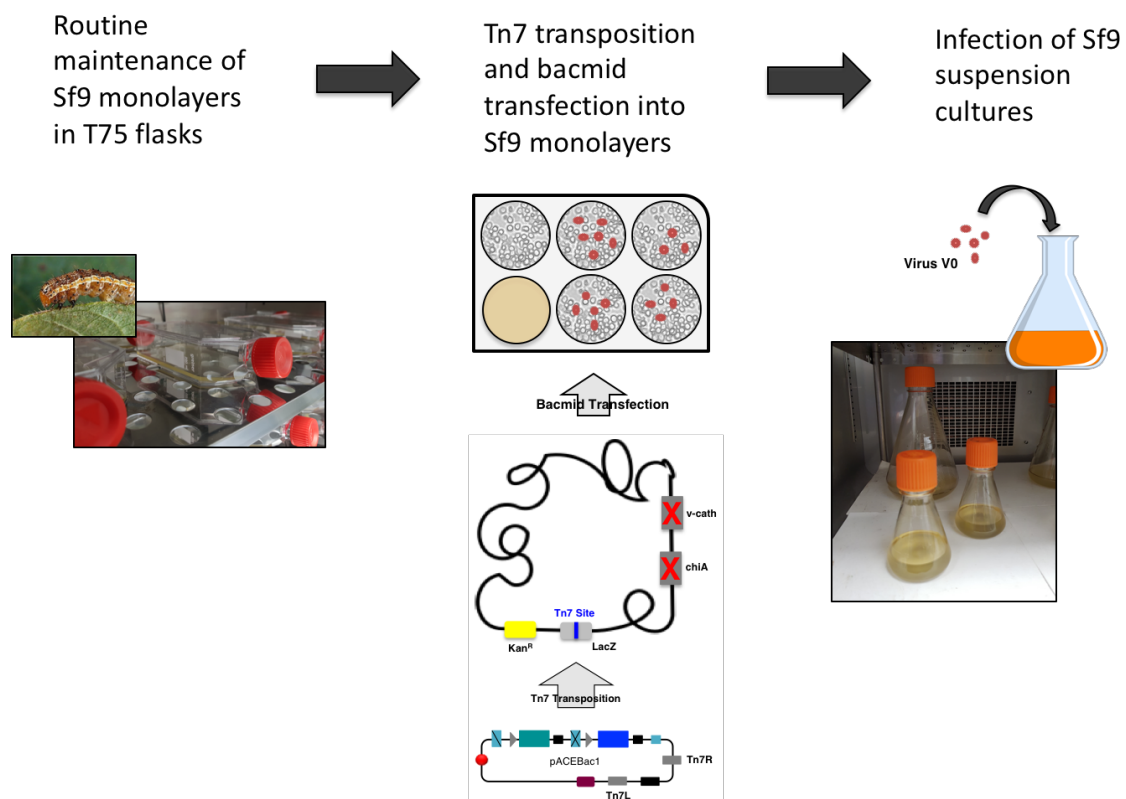 Routine
maintenance of
Sf9 monolayers
in T75 flasks
Tn7 transposition
and bacmid
transfection into
Sf9 monolayers
Infection of Sf9
suspension
cultures
Virus V0
Bacmid Transfection
v-cath
X
chiA
X
Tn7 Site
KanR
LacZ
Tn7 Transposition
pACEBac1
Tn7R
Tn7L